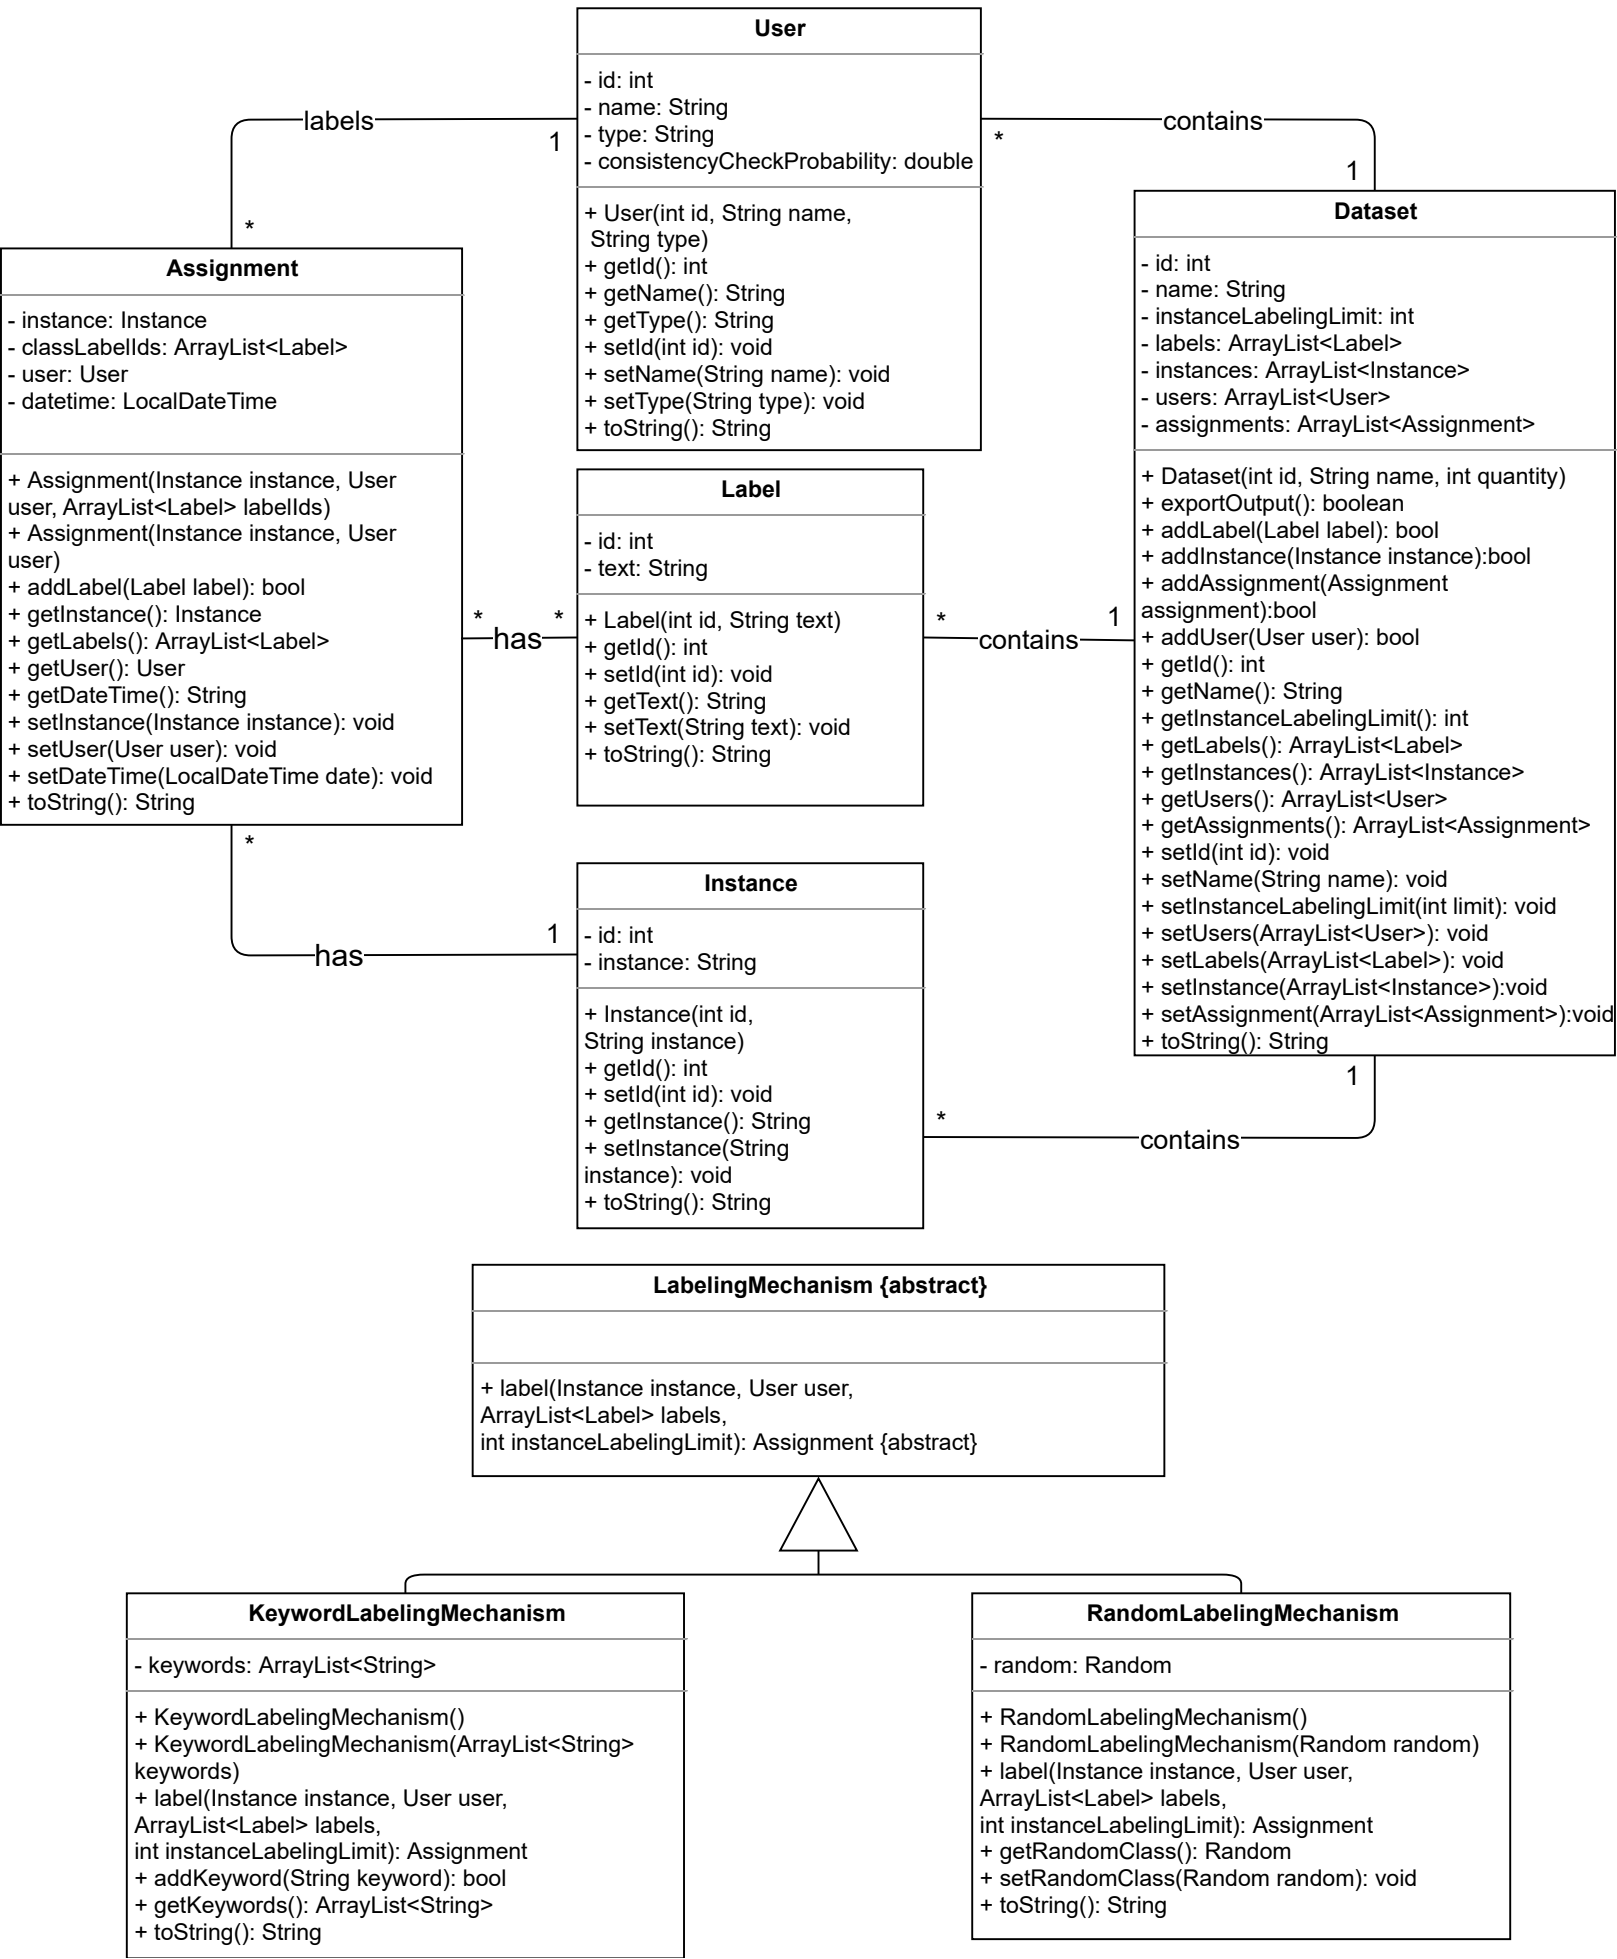 User
- id: int
- name: String
- type: String
- consistencyCheckProbability: double
+ User(int id, String name,
String type)
+ getId(): int
+ getName(): String
+ getType(): String
+ setId(int id): void
+ setName(String name): void
+ setType(String type): void
+ toString(): String
labels
1
*
contains
*
1
Assignment
- instance: Instance
- classLabelIds: ArrayList<Label>
- user: User
- datetime: LocalDateTime
+ Assignment(Instance instance, User
user, ArrayList<Label> labelIds)
+ Assignment(Instance instance, User
user)
+ addLabel(Label label): bool
+ getInstance(): Instance
+ getLabels(): ArrayList<Label>
+ getUser(): User
+ getDateTime(): String
+ setInstance(Instance instance): void
+ setUser(User user): void
+ setDateTime(LocalDateTime date): void
+ toString(): String
* has *
Label
- id: int
- text: String
+ Label(int id, String text)
+ getId(): int
+ setId(int id): void
+ getText(): String
+ setText(String text): void
+ toString(): String
* contains 1
Dataset
- id: int
- name: String
- instanceLabelingLimit: int
- labels: ArrayList<Label>
- instances: ArrayList<Instance>
- users: ArrayList<User>
- assignments: ArrayList<Assignment>
+ Dataset(int id, String name, int quantity)
+ exportOutput(): boolean
+ addLabel(Label label): bool
+ addInstance(Instance instance):bool
+ addAssignment(Assignment
assignment):bool
+ addUser(User user): bool
+ getId(): int
+ getName(): String
+ getInstanceLabelingLimit(): int
+ getLabels(): ArrayList<Label>
+ getInstances(): ArrayList<Instance>
+ getUsers(): ArrayList<User>
+ getAssignments(): ArrayList<Assignment>
+ setId(int id): void
+ setName(String name): void
+ setInstanceLabelingLimit(int limit): void
+ setUsers(ArrayList<User>): void
+ setLabels(ArrayList<Label>): void
+ setInstance(ArrayList<Instance>):void
+ setAssignment(ArrayList<Assignment>):void
+ toString(): String
*
has
1
Instance
- id: int
- instance: String
+ Instance(int id,
String instance)
+ getId(): int
+ setId(int id): void
+ getInstance(): String
+ setInstance(String
instance): void
+ toString(): String
1
*
contains
LabelingMechanism {abstract}
+ label(Instance instance, User user,
ArrayList<Label> labels,
int instanceLabelingLimit): Assignment {abstract}
KeywordLabelingMechanism
- keywords: ArrayList<String>
+ KeywordLabelingMechanism()
+ KeywordLabelingMechanism(ArrayList<String>
keywords)
+ label(Instance instance, User user,
ArrayList<Label> labels,
int instanceLabelingLimit): Assignment
+ addKeyword(String keyword): bool
+ getKeywords(): ArrayList<String>
+ toString(): String
RandomLabelingMechanism
- random: Random
+ RandomLabelingMechanism()
+ RandomLabelingMechanism(Random random)
+ label(Instance instance, User user,
ArrayList<Label> labels,
int instanceLabelingLimit): Assignment
+ getRandomClass(): Random
+ setRandomClass(Random random): void
+ toString(): String